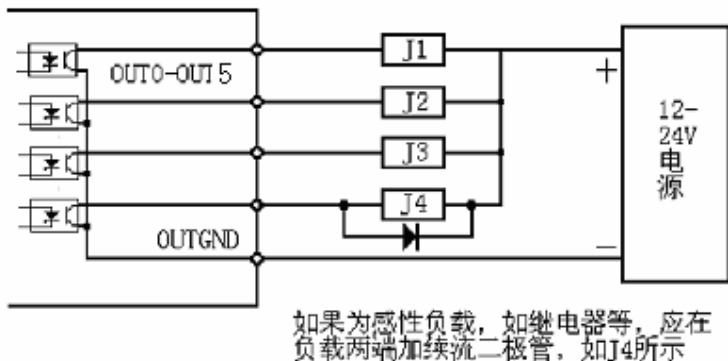 J1
OUT0-OUT5
+
J2
12-
24V
电
源
J3
J4
OUTGND
−
如果为感性负载，如继电器等，应在
负载两端加续流二极管，如J4所示